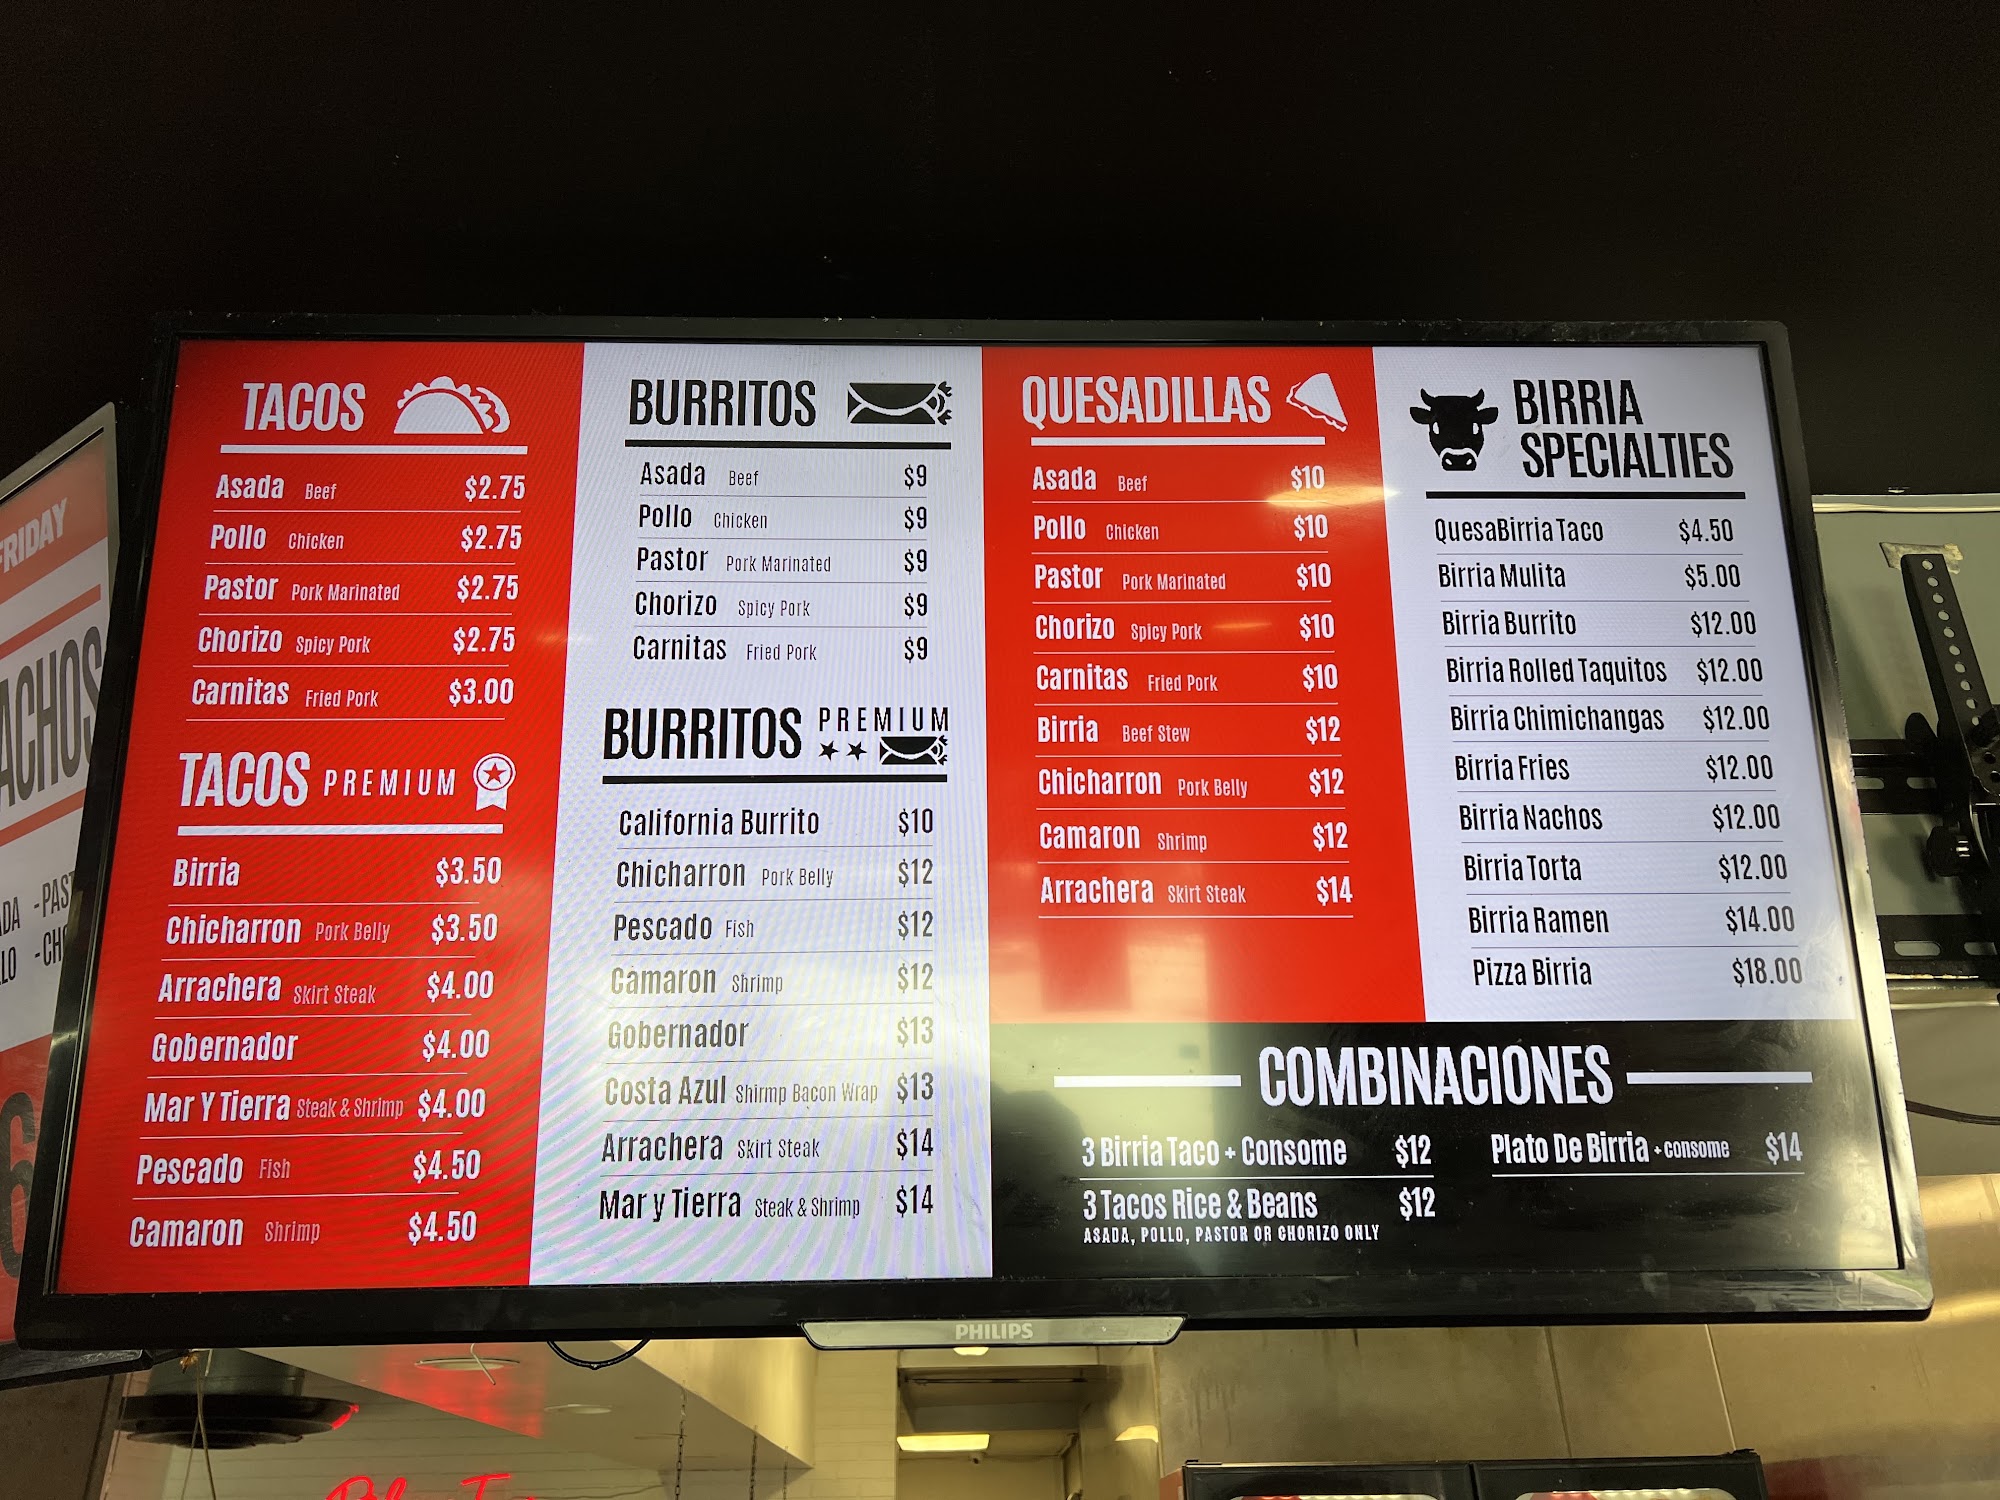 FRIDAY
TACOS
Asada Beef $2.75
Pollo Chicken $2.75
Pastor Pork Marinated $2.75
Chorizo Spicy Pork $2.75
Carnitas Fried Pork $3.00
TACOS PREMIUM
Birria $3.50
Chicharron Pork Belly $3.50
Arrachera Skirt Steak $4.00
Gobernador $4.00
Mar Y Tierra Steak & Shrimp $4.00
Pescado Fish $4.50
Camaron Shrimp $4.50
BURRITOS
Asada Beef $9
Pollo Chicken $9
Pastor Pork Marinated $9
Chorizo Spicy Pork $9
Carnitas Fried Pork $9
BURRITOS PREMIUM
California Burrito $10
Chicharron Pork Belly $12
Pescado Fish $12
Camaron Shrimp $12
Gobernador $13
Costa Azul Shirmp Bacon Wrap $13
Arrachera Skirt Steak $14
Mar y Tierra Steak & Shrimp $14
QUESADILLAS
Asada Beef $10
Pollo Chicken $10
Pastor Pork Marinated $10
Chorizo Spicy Pork $10
Carnitas Fried Pork $10
Birria Beef Stew $12
Chicharron Pork Belly $12
Camaron Shrimp $12
Arrachera Skirt Steak $14
BIRRIA
SPECIALTIES
QuesaBirria Taco $4.50
Birria Mulita $5.00
Birria Burrito $12.00
Birria Rolled Taquitos $12.00
Birria Chimichangas $12.00
Birria Fries $12.00
Birria Nachos $12.00
Birria Torta $12.00
Birria Ramen $14.00
Pizza Birria $18.00
COMBINACIONES
3 Birria Taco + Consome $12
3 Tacos Rice & Beans $12
ASADA, POLLO, PASTOR OR CHORIZO ONLY
Plato De Birria + consome $14
PHILIPS